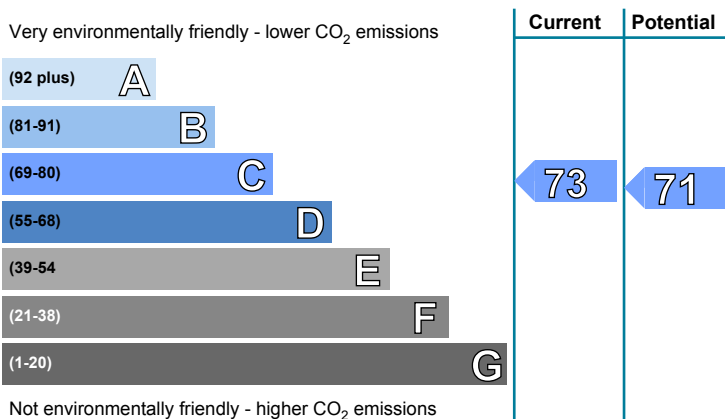 Current Potential
Very environmentally friendly - lower CO₂ emissions
(92 plus) A
(81-91) B
(69-80) C
73 71
(55-68) D
(39-54 E
(21-38) F
(1-20) G
Not environmentally friendly - higher CO₂ emissions